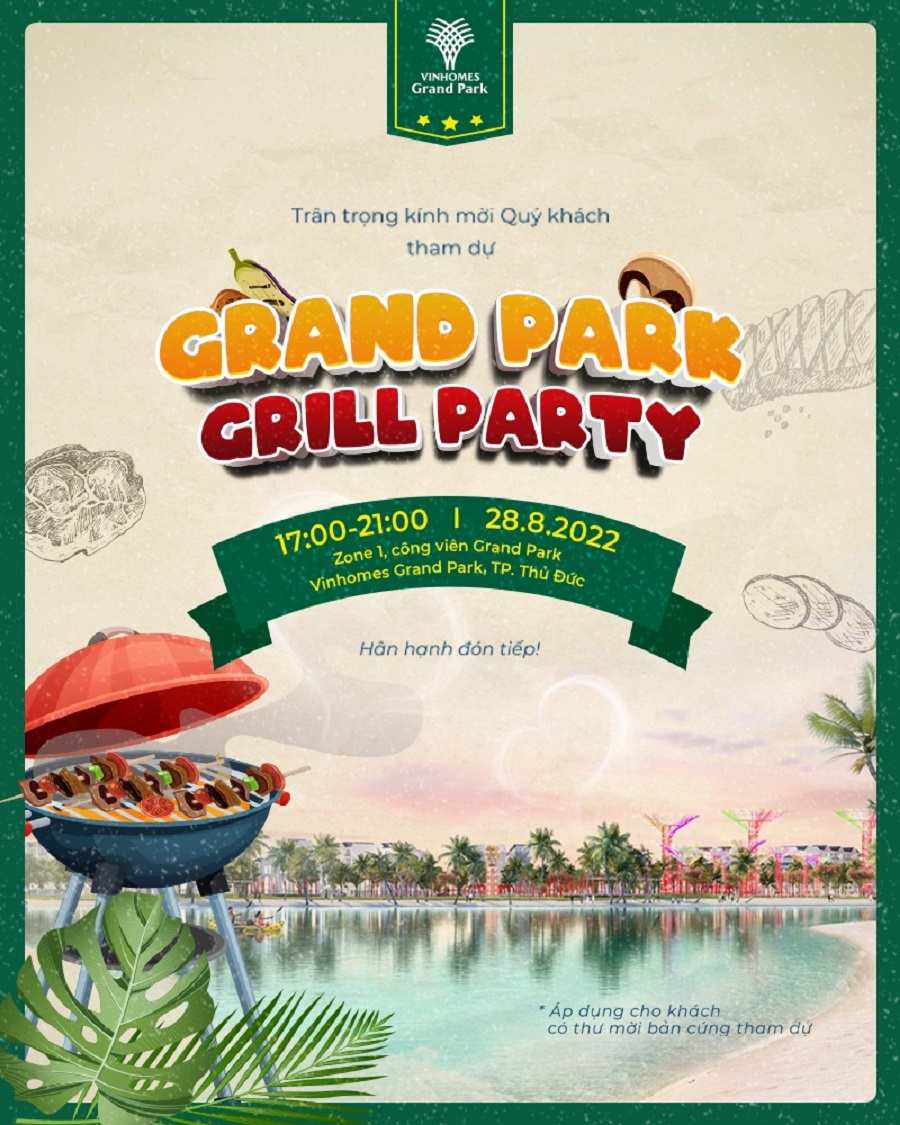 VINHOMES
Grand Park
Trân trọng kính mời Quý khách
tham dự
GRAND PARK
GRILL PARTY
17:00-21:00 | 28.8.2022
Zone 1, công viên Grand Park
Vinhomes Grand Park, TP. Thủ Đức
Hân hạnh đón tiếp!
* Áp dụng cho khách
có thư mời bản cứng tham dự